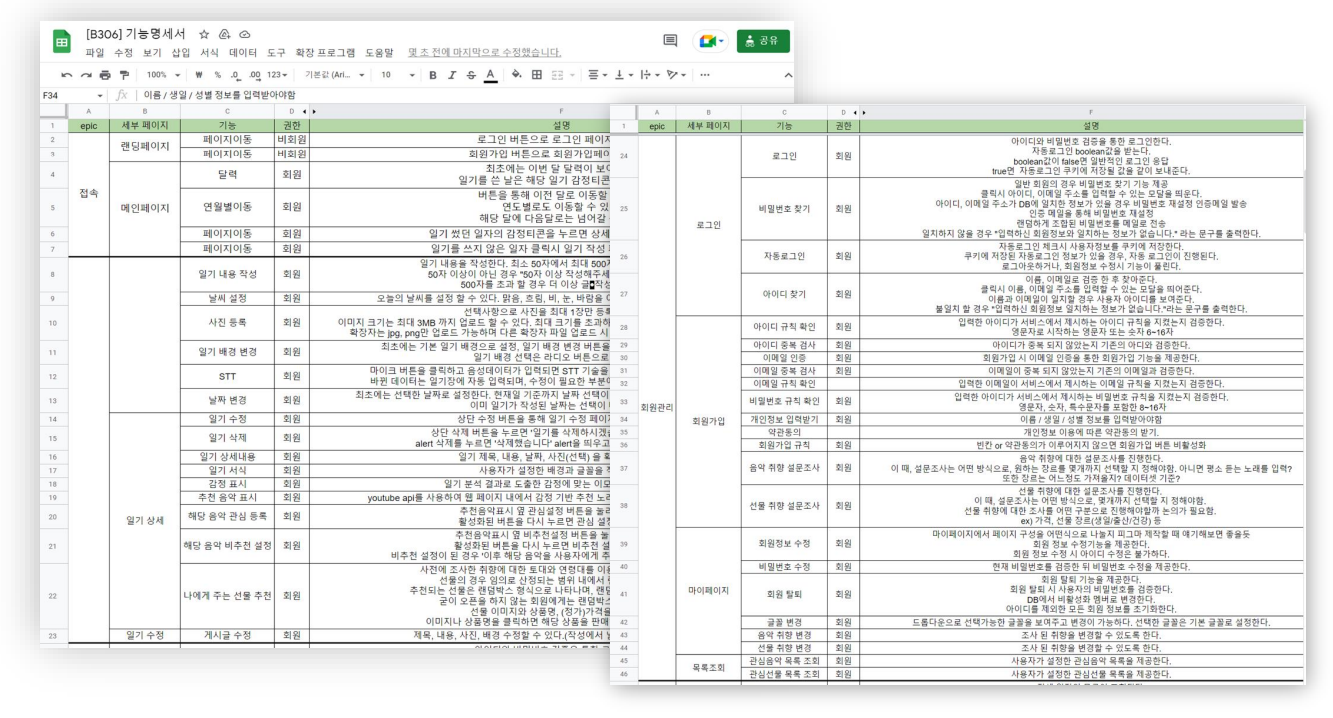 [B306] 기능명세서
파일 수정 보기 삽입 서식 데이터 도구 확장 프로그램 도움말 몇 초 전에 마지막으로 수정했습니다.
공유
100% ₩ % .0 .00 123 기본값 (Ari... 10 B I S A
F34 fx 이름 / 생일 / 성별 정보를 입력받아야함
A B C D F
1 epic 세부 페이지 기능 권한 설명
2 랜딩페이지 페이지이동 비회원 로그인 버튼으로 로그인 페이지
3 페이지이동 비회원 회원가입 버튼으로 회원가입페이
접속
4 메인페이지 달력 회원 최초에는 이번 달 달력이 보여
일기를 쓴 날은 해당 일기 감정티콘
5 연월별이동 회원 버튼을 통해 이전 달로 이동할
연도별로도 이동할 수 있
해당 달에 다음달로는 넘어갈
6 페이지이동 회원 일기 썼던 일자의 감정티콘을 누르면 상세
7 페이지이동 회원 일기를 쓰지 않은 일자 클릭시 일기 작성
8 일기 내용 작성 회원 일기 내용을 작성한다. 최소 50자에서 최대 500자
50자 이상이 아닌 경우 "50자 이상 작성해주세
500자를 초과 할 경우 더 이상 글 작성
9 날씨 설정 회원 오늘의 날씨를 설정 할 수 있다. 맑음, 흐림, 비, 눈, 바람을
10 사진 등록 회원 선택사항으로 사진을 최대 1장만 등록
이미지 크기는 최대 3MB 까지 업로드 할 수 있다. 최대 크기를 초과하
확장자는 jpg, png만 업로드 가능하며 다른 확장자 파일 업로드 시
11 일기 배경 변경 회원 최초에는 기본 일기 배경으로 설정, 일기 배경 변경 버튼을
일기 배경 선택은 라디오 버튼으로
12 STT 회원 마이크 버튼을 클릭하고 음성데이터가 입력되면 STT 기술을
바뀐 데이터는 일기장에 자동 입력되며, 수정이 필요한 부분에
13 날짜 변경 회원 최초에는 선택한 날짜로 설정한다. 현재일 기준까지 날짜 선택이
이미 일기가 작성된 날짜는 선택이
14 일기 상세 일기 수정 회원 상단 수정 버튼을 통해 일기 수정 페이지
15 일기 삭제 회원 상단 삭제 버튼을 누르면 '일기를 삭제하시겠
alert 삭제를 누르면 '삭제했습니다' alert을 띄우고
16 일기 상세내용 회원 일기 제목, 내용, 날짜, 사진(선택) 을 확
17 일기 서식 회원 사용자가 설정한 배경과 글꼴을
18 감정 표시 회원 일기 분석 결과로 도출한 감정에 맞는 이모
19 추천 음악 표시 회원 youtube api를 사용하여 웹 페이지 내에서 감정 기반 추천 노래
20 해당 음악 관심 등록 회원 추천음악표시 옆 관심설정 버튼을 눌러
활성화된 버튼을 다시 누르면 관심 설정
21 해당 음악 비추천 설정 회원 추천음악표시 옆 비추천설정 버튼을 눌
활성화된 버튼을 다시 누르면 비추천 설
비추천 설정이 된 경우 '이후 해당 음악을 사용자에게 추
22 나에게 주는 선물 추천 회원 사전에 조사한 취향에 대한 토대와 연령대를 이용
선물의 경우 임의로 산정되는 범위 내에서
추천되는 선물은 랜덤박스 형식으로 나타나며, 랜덤
굳이 오픈을 하지 않는 회원에게는 랜덤박스
선물 이미지와 상품명, (정가)가격을
이미지나 상품명을 클릭하면 해당 상품을 판매
23 일기 수정 게시글 수정 회원 제목, 내용, 사진, 배경 수정할 수 있다.(작성에서
A B C D F
1 epic 세부 페이지 기능 권한 설명
24 로그인 로그인 회원 아이디와 비밀번호 검증을 통한 로그인한다.
자동로그인 boolean값을 받는다.
boolean값이 false면 일반적인 로그인 응답
true면 자동로그인 쿠키에 저장될 값을 같이 보내준다.
25 비밀번호 찾기 회원 일반 회원의 경우 비밀번호 찾기 기능 제공
클릭시 아이디, 이메일 주소를 입력할 수 있는 모달을 띄운다.
아이디, 이메일 주소가 DB에 일치한 정보가 있을 경우 비밀번호 재설정 인증메일 발송
인증 메일을 통해 비밀번호 재설정
랜덤하게 조합된 비밀번호를 메일로 전송
일치하지 않을 경우 "입력하신 회원정보와 일치하는 정보가 없습니다." 라는 문구를 출력한다.
26 자동로그인 회원 자동로그인 체크시 사용자정보를 쿠키에 저장한다.
쿠키에 저장된 자동로그인 정보가 있을 경우, 자동 로그인이 진행된다.
로그아웃하거나, 회원정보 수정시 기능이 풀린다.
27 아이디 찾기 회원 이름, 이메일로 검증 한 후 찾아준다.
클릭시 이름, 이메일 주소를 입력할 수 있는 모달을 띄어준다.
이름과 이메일이 일치할 경우 사용자 아이디를 보여준다.
불일치 할 경우 "입력하신 회원정보 일치하는 정보가 없습니다."라는 문구를 출력한다.
회원관리
28 회원가입 아이디 규칙 확인 회원 입력한 아이디가 서비스에서 제시하는 아이디 규칙을 지켰는지 검증한다.
영문자로 시작하는 영문자 또는 숫자 6~16자
29 아이디 중복 검사 회원 아이디가 중복 되지 않았는지 기존의 아디와 검증한다.
30 이메일 인증 회원 회원가입 시 이메일 인증을 통한 회원가입 기능을 제공한다.
31 이메일 중복 검사 회원 이메일이 중복 되지 않았는지 기존의 이메일과 검증한다.
32 이메일 규칙 확인 입력한 이메일이 서비스에서 제시하는 이메일 규칙을 지켰는지 검증한다.
33 비밀번호 규칙 확인 회원 입력한 아이디가 서비스에서 제시하는 비밀번호 규칙을 지켰는지 검증한다.
영문자, 숫자, 특수문자를 포함한 8~16자
34 개인정보 입력받기 회원 이름 / 생일 / 성별 정보를 입력받아야함
35 약관동의 개인정보 이용에 따른 약관동의 받기.
36 회원가입 규칙 회원 빈칸 or 약관동의가 이루어지지 않으면 회원가입 버튼 비활성화
37 음악 취향 설문조사 회원 음악 취향에 대한 설문조사를 진행한다.
이 때, 설문조사는 어떤 방식으로, 원하는 장르를 몇개까지 선택할 지 정해야함. 아니면 평소 듣는 노래를 입력?
또한 장르는 어느정도 가져올지? 데이터셋 기준?
38 선물 취향 설문조사 회원 선물 취향에 대한 설문조사를 진행한다.
이 때, 설문조사는 어떤 방식으로, 몇개까지 선택할 지 정해야함.
선물 취향에 대한 조사를 어떤 구분으로 진행해야할까 논의가 필요함.
ex) 가격, 선물 장르(생일/출산/건강) 등
39 마이페이지 회원정보 수정 회원 마이페이지에서 페이지 구성을 어떤식으로 나눌지 피그마 제작할 때 얘기해보면 좋을듯
회원 정보 수정기능을 제공한다.
회원 정보 수정 시 아이디 수정은 불가하다.
40 비밀번호 수정 회원 현재 비밀번호를 검증한 뒤 비밀번호 수정을 제공한다.
41 회원 탈퇴 회원 회원 탈퇴 기능을 제공한다.
회원 탈퇴 시 사용자의 비밀번호를 검증한다.
DB에서 비활성화 멤버로 변경한다.
아이디를 제외한 모든 회원 정보를 초기화한다.
42 글꼴 변경 회원 드롭다운으로 선택가능한 글꼴을 보여주고 변경이 가능하다. 선택한 글꼴은 기본 글꼴로 설정한다.
43 음악 취향 변경 회원 조사 된 취향을 변경할 수 있도록 한다.
44 선물 취향 변경 회원 조사 된 취향을 변경할 수 있도록 한다.
45 목록조회 관심음악 목록 조회 회원 사용자가 설정한 관심음악 목록을 제공한다.
46 관심선물 목록 조회 회원 사용자가 설정한 관심선물 목록을 제공한다.